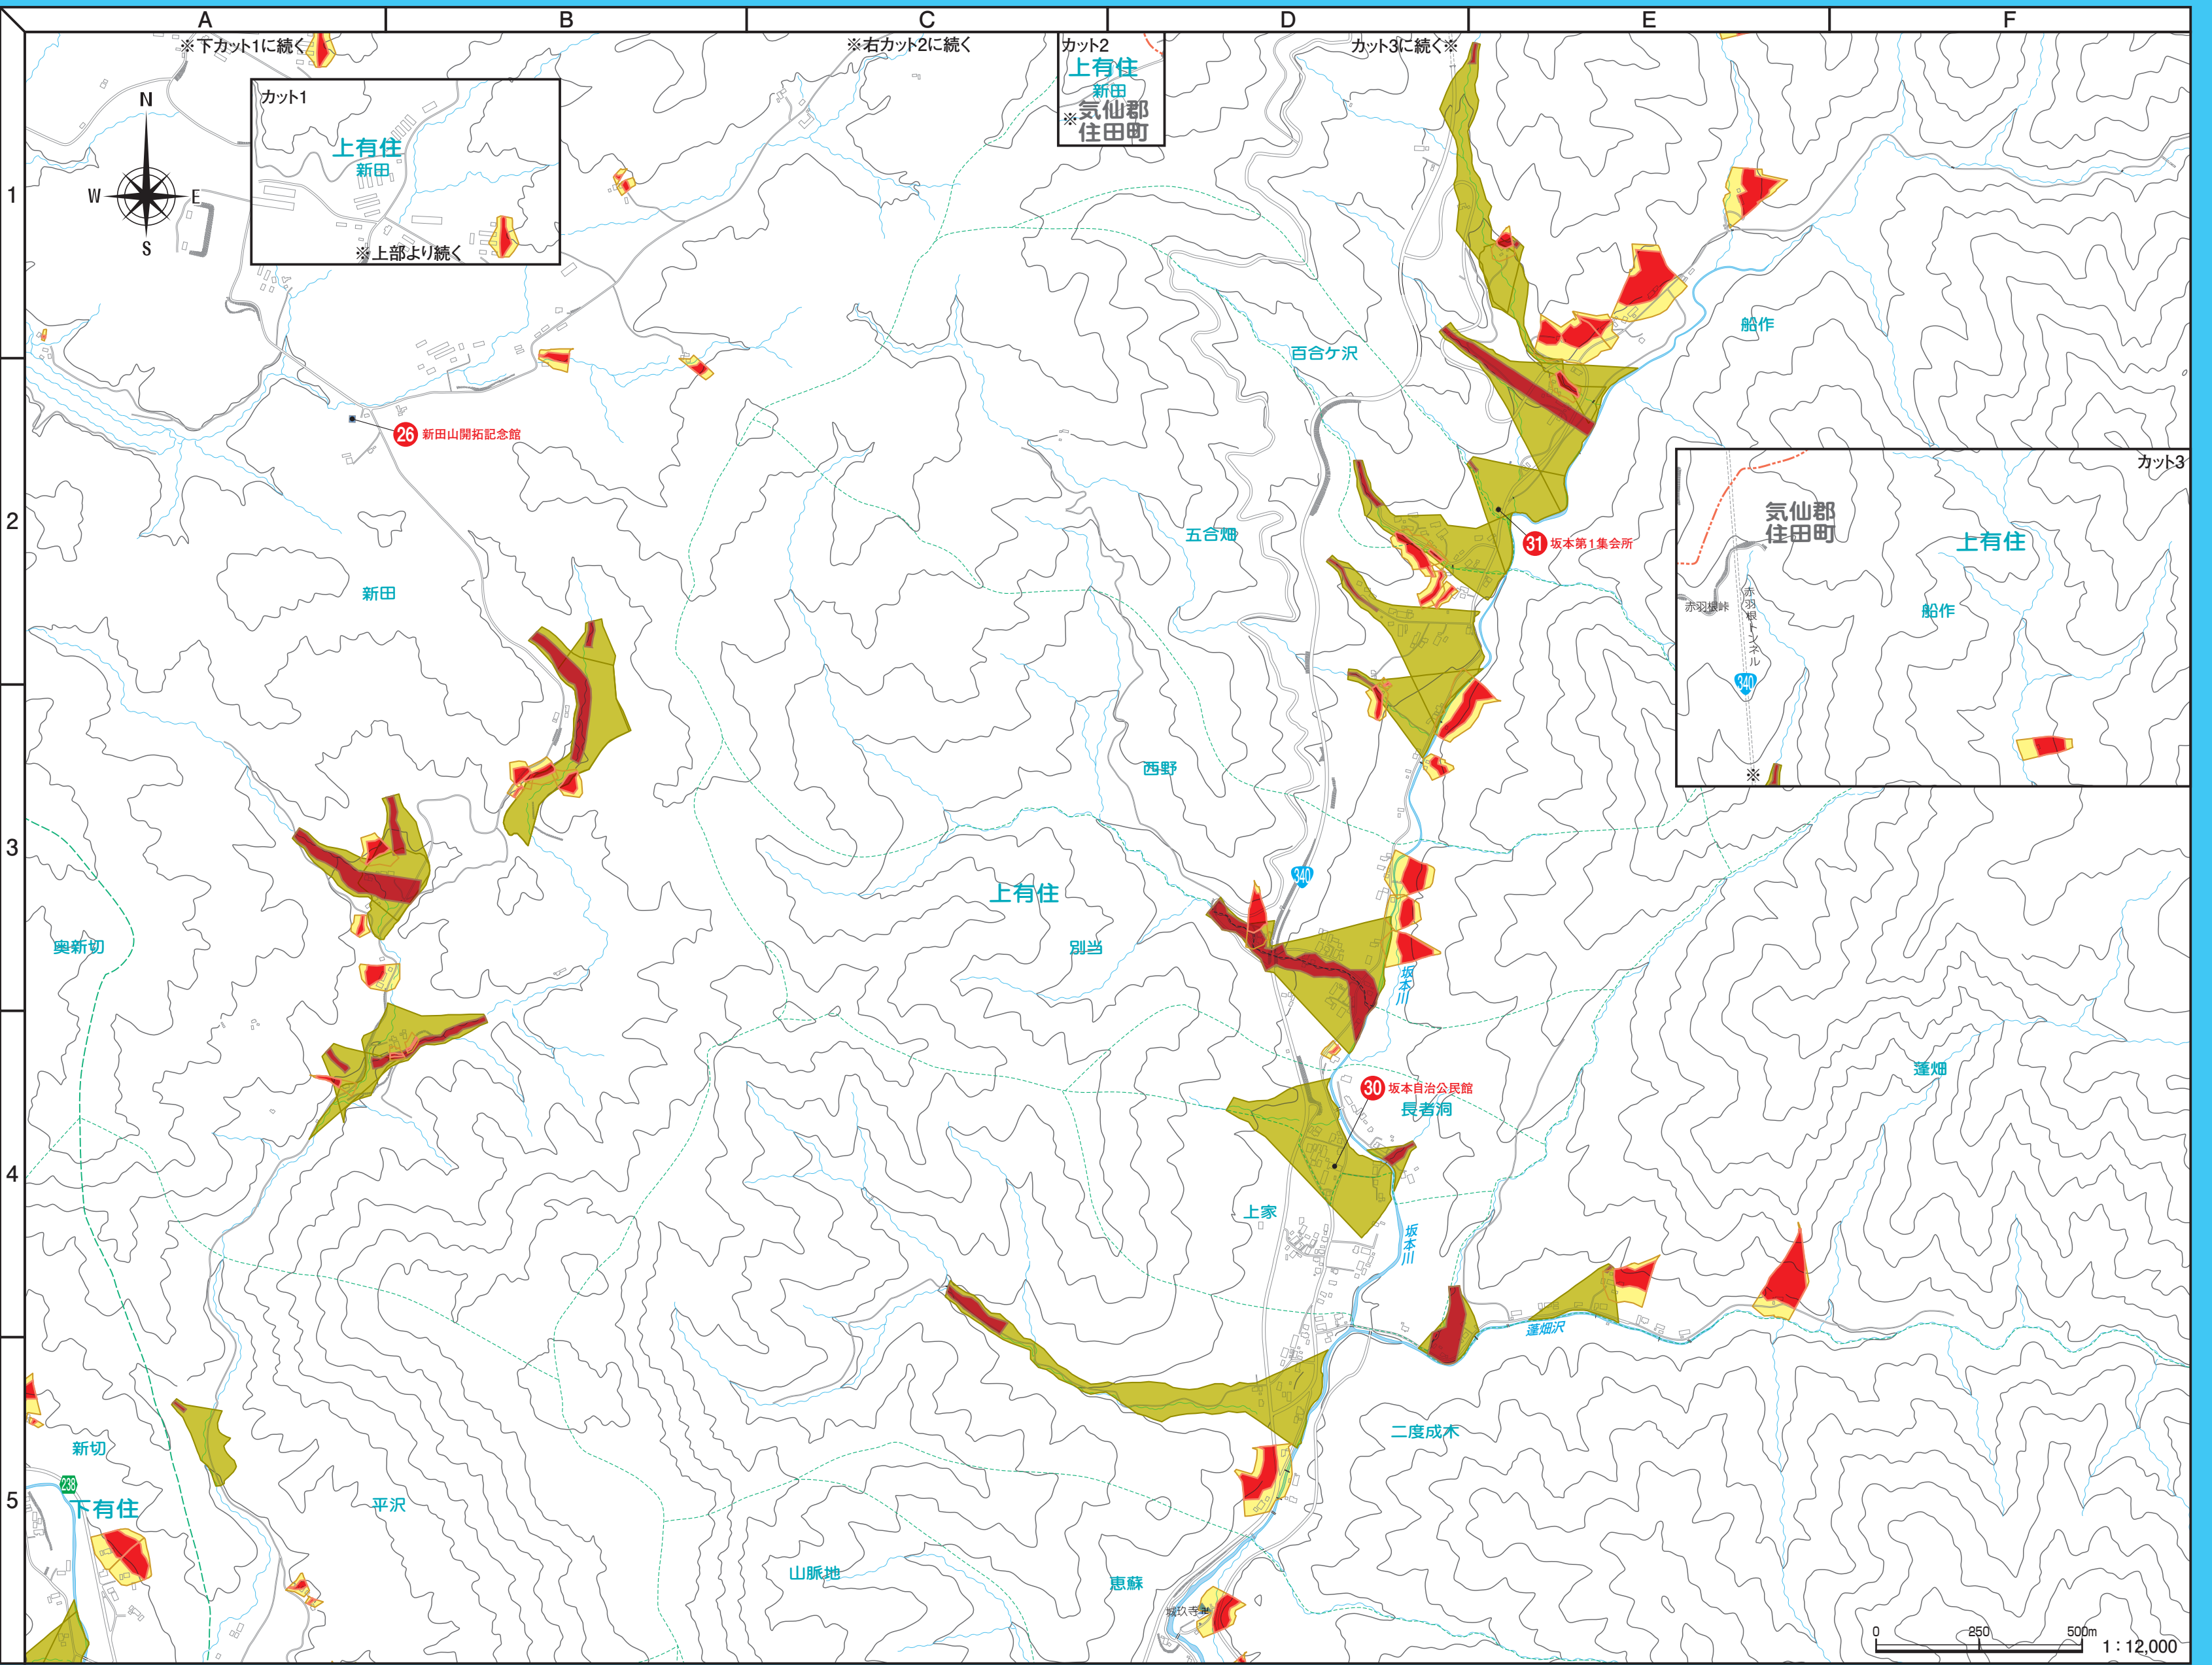 A
B
C
D
E
F
※下カット1に続く
※右カット2に続く
カット2
上有住
新田
※気仙郡
住田町
カット3に続く※
N
W
E
S
カット1
上有住
新田
※上部より続く
1
船作
百合ケ沢
26 新田山開拓記念館
カット3
気仙郡
住田町
上有住
2
五合畑
31 坂本第1集会所
新田
赤羽根峠
赤羽根トンネル
船作
340
※
西野
3
340
上有住
奥新切
別当
坂本川
蓬畑
30 坂本自治公民館
長者洞
4
上家
坂本川
蓬畑沢
二度成木
新切
238
下有住
5
平沢
山脈地
恵蘇
城玖寺
0
250
500m
1：12,000